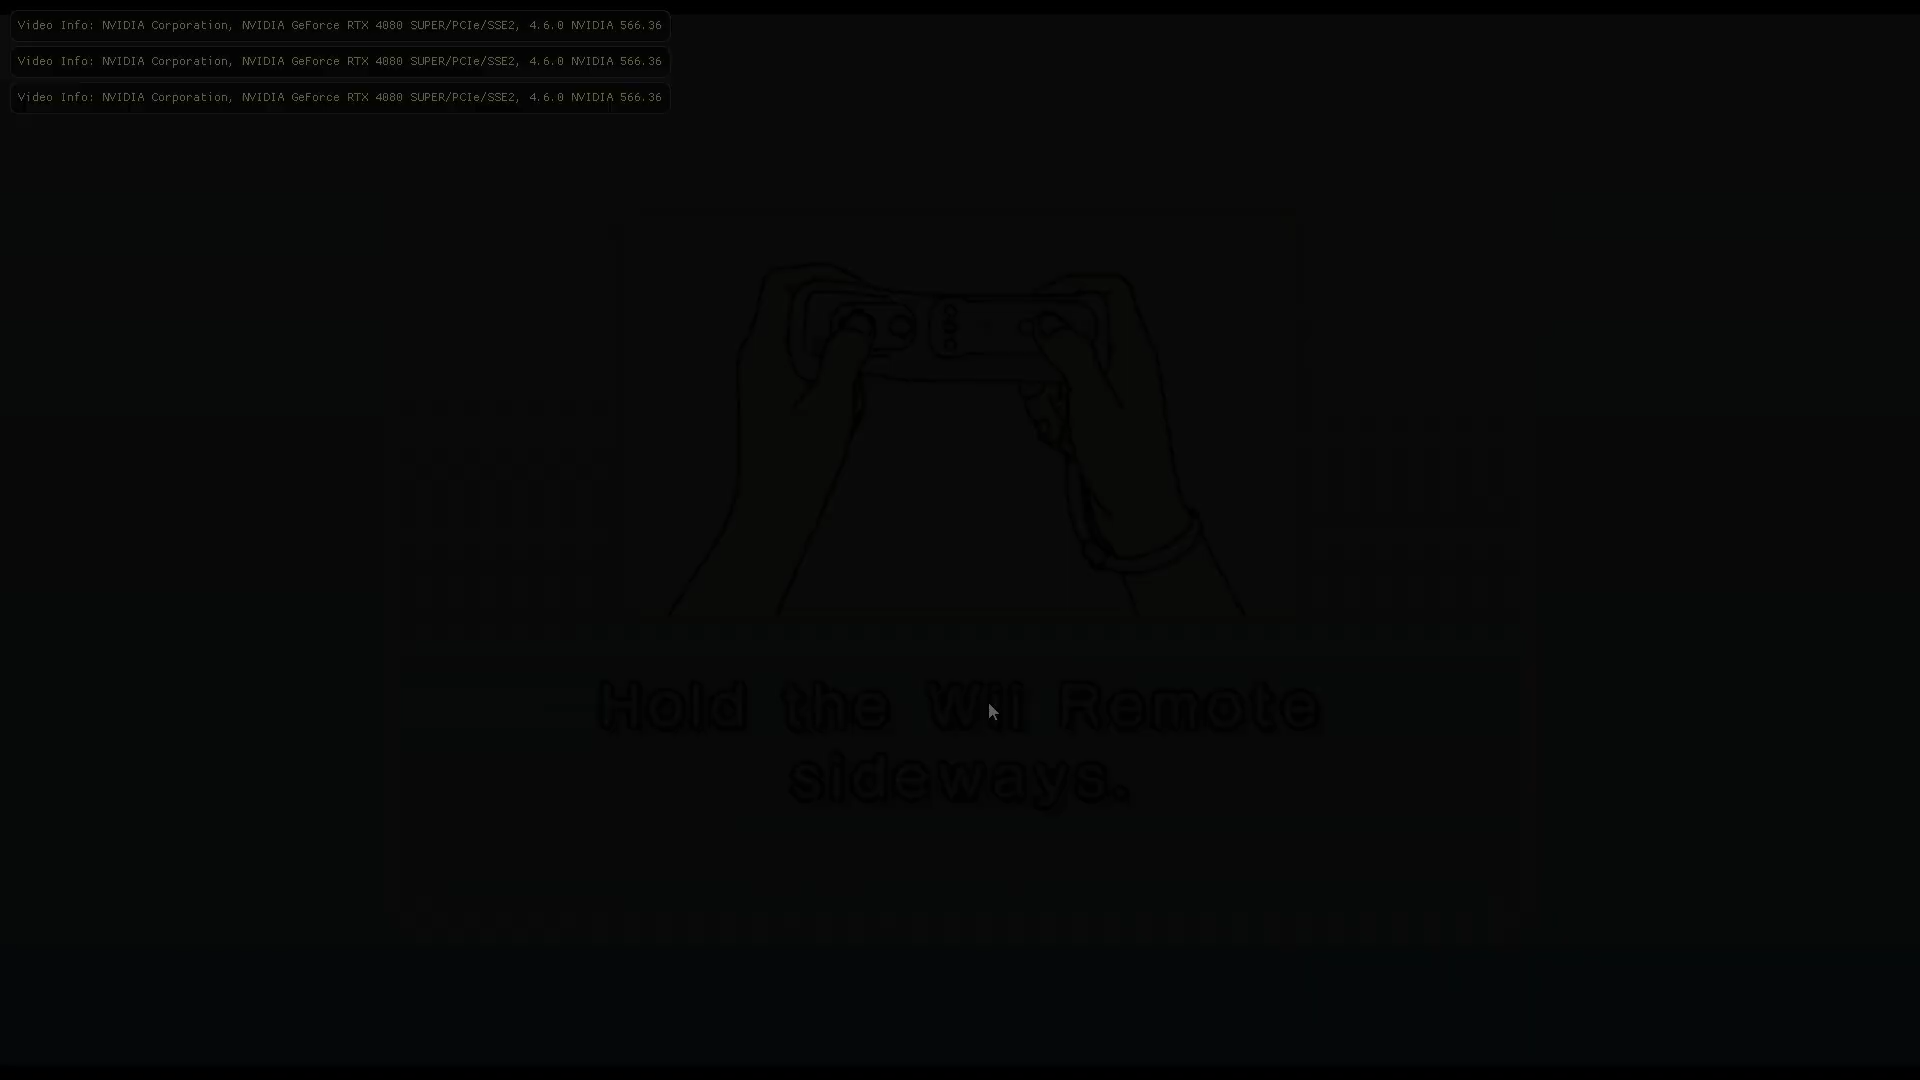 Video Info: NVIDIA Corporation, NVIDIA GeForce RTX 4080 SUPER/PCIe/SSE2, 4.6.0 NVIDIA 566.36
Video Info: NVIDIA Corporation, NVIDIA GeForce RTX 4080 SUPER/PCIe/SSE2, 4.6.0 NVIDIA 566.36
Video Info: NVIDIA Corporation, NVIDIA GeForce RTX 4080 SUPER/PCIe/SSE2, 4.6.0 NVIDIA 566.36
Hold the Wii Remote
sideways.